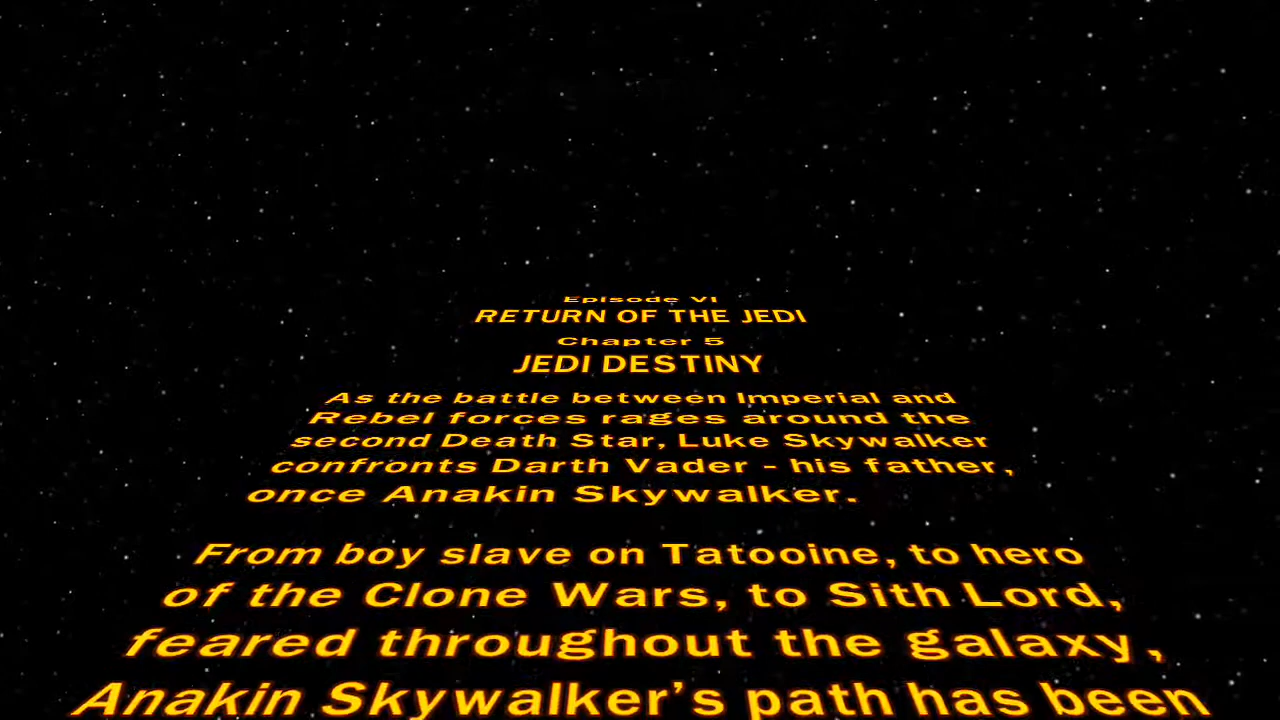 Episode VI
RETURN OF THE JEDI
Chapter 5
JEDI DESTINY
As the battle between Imperial and
Rebel forces rages around the
second Death Star, Luke Skywalker
confronts Darth Vader - his father,
once Anakin Skywalker.
From boy slave on Tatooine, to hero
of the Clone Wars, to Sith Lord,
feared throughout the galaxy,
Anakin Skywalker’s path has been